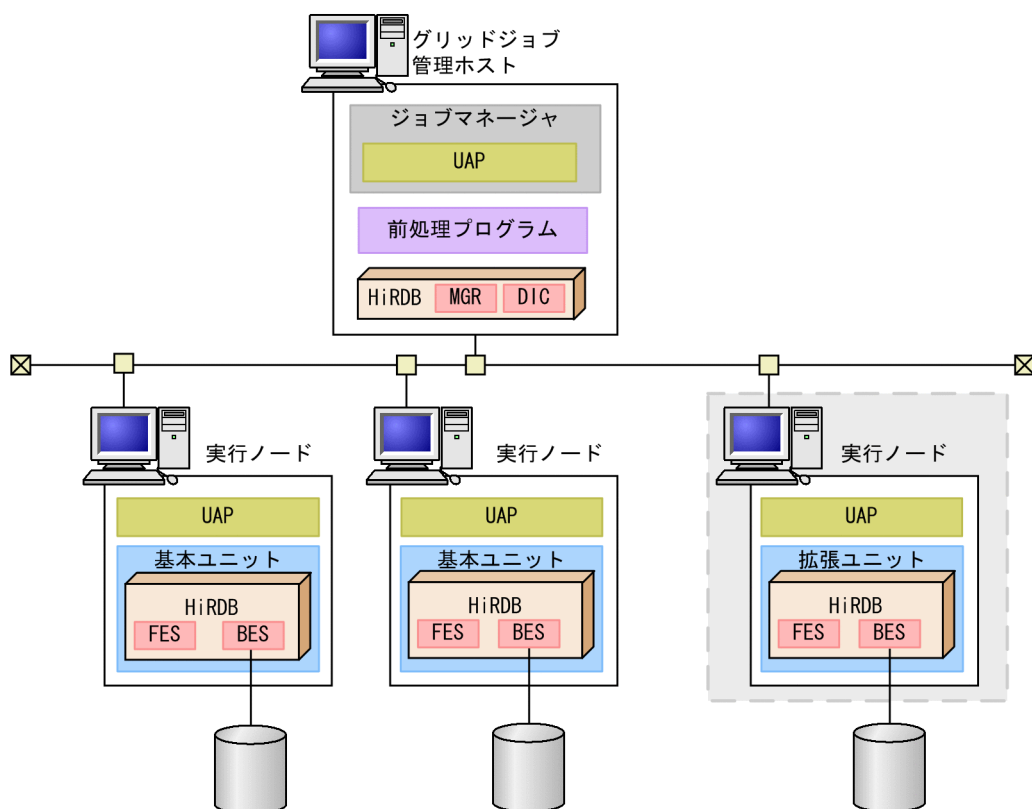 グリッドジョブ
管理ホスト
ジョブマネージャ
UAP
前処理プログラム
HiRDB MGR DIC
実行ノード
UAP
基本ユニット
HiRDB
FES BES
実行ノード
UAP
基本ユニット
HiRDB
FES BES
実行ノード
UAP
拡張ユニット
HiRDB
FES BES